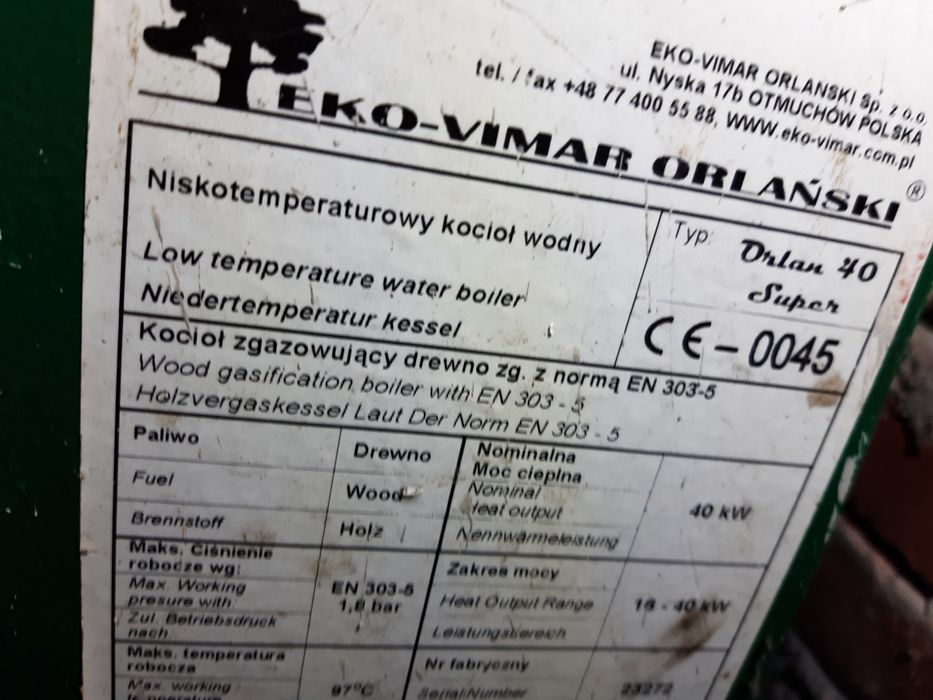 EKO-VIMAR ORLANSKI Sp. z o.o.
ul. Nyska 17b OTMUCHÓW POLSKA
tel. / fax +48 77 400 55 88, WWW.eko-vimar.com.pl
EKO-VIMAR ORLAŃSKI ®
Niskotemperaturowy kocioł wodny
Low temperature water boiler
Niedertemperatur kessel
Typ:
Orlan 40
Super
CE-0045
Kocioł zgazowujący drewno zg. z normą EN 303-5
Wood gasification boiler with EN 303 - 5
Holzvergaskessel Laut Der Norm EN 303 - 5
Paliwo
Fuel
Brennstoff
Drewno
Wood
Holz
Nominalna
Moc cieplna
Nominal
Heat output
Nennwärmeleistung
40 kW
Maks. Ciśnienie
robocze wg:
Max. Working
presure with
Zul. Betriebsdruck
nach
EN 303-5
bar
Zakres mocy
Heat Output Range
Leistungsbereich
16 - 40 kW
Maks. temperatura
robocza
Max. working
97°C
Nr fabryczny
Serial Number
23272